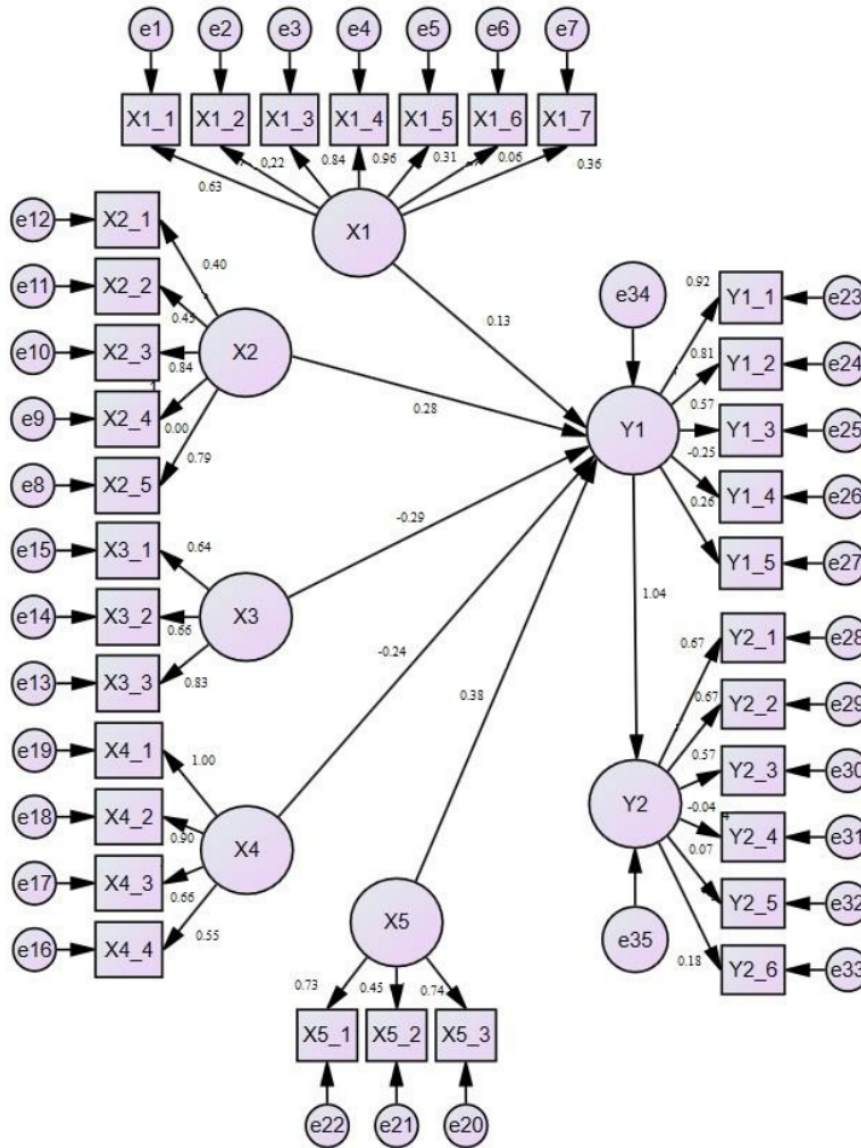 e1 e2 e3 e4 e5 e6 e7
X1_1 X1_2 X1_3 X1_4 X1_5 X1_6 X1_7
0.63 0,22 0.84 0.96 0.31 0.06 0.36
X1
e12 X2_1
0.40
e11 X2_2
0.45
e10 X2_3
0.84
X2
e9 X2_4
0.00
e8 X2_5
0.79
0.13
0.28
e15 X3_1
0.64
e14 X3_2
0.66
X3
e13 X3_3
0.83
-0.29
e19 X4_1
1.00
e18 X4_2
0.90
e17 X4_3
0.66
X4
e16 X4_4
0.55
-0.24
0.38
e34
Y1
0.92 Y1_1 e23
0.81 Y1_2 e24
0.57 Y1_3 e25
-0.25 Y1_4 e26
0.26 Y1_5 e27
1.04
0.67 Y2_1 e28
0.67 Y2_2 e29
0.57 Y2_3 e30
Y2
-0.04 Y2_4 e31
0.07 Y2_5 e32
0.18 Y2_6 e33
e35
X5
0.73 0.45 0.74
X5_1 X5_2 X5_3
e22 e21 e20